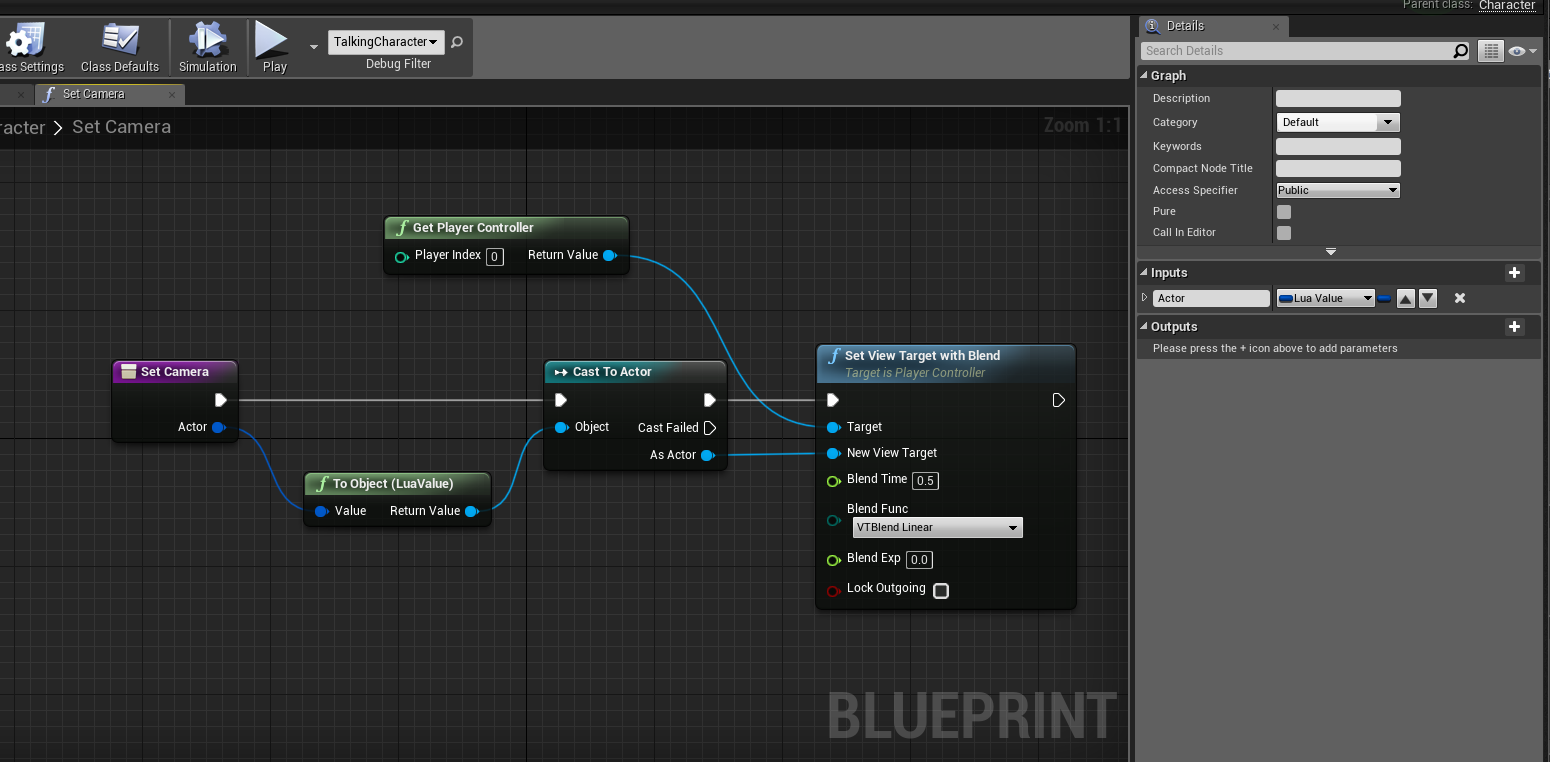 Parent class: Character
ass Settings
Class Defaults
Simulation
Play
TalkingCharacter
Debug Filter
Set Camera
racter > Set Camera
Zoom 1:1
Get Player Controller
Player Index 0 Return Value
Set Camera
Actor
To Object (LuaValue)
Value Return Value
Cast To Actor
Object Cast Failed
As Actor
Set View Target with Blend
Target is Player Controller
Target
New View Target
Blend Time 0.5
Blend Func
VTBlend Linear
Blend Exp 0.0
Lock Outgoing
BLUEPRINT
Details
Search Details
Graph
Description
Category Default
Keywords
Compact Node Title
Access Specifier Public
Pure
Call In Editor
Inputs
Actor Lua Value
Outputs
Please press the + icon above to add parameters